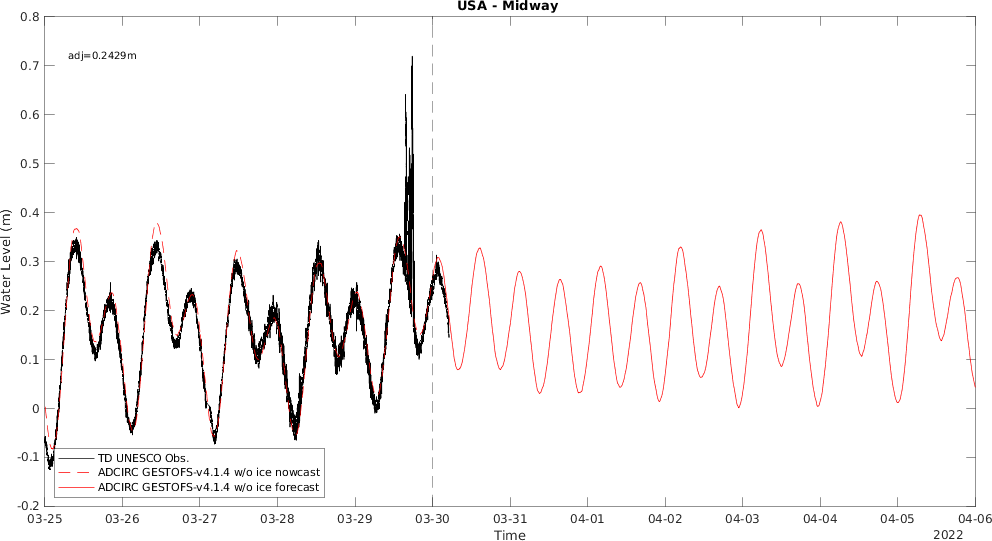 USA - Midway
adj=0.2429m
Water Level (m)
0.8
0.7
0.6
0.5
0.4
0.3
0.2
0.1
0
-0.1
-0.2
TD UNESCO Obs.
ADCIRC GESTOFS-v4.1.4 w/o ice nowcast
ADCIRC GESTOFS-v4.1.4 w/o ice forecast
03-25 03-26 03-27 03-28 03-29 03-30 03-31 04-01 04-02 04-03 04-04 04-05 04-06
Time
2022